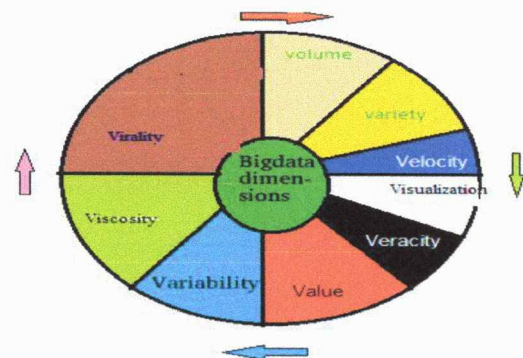 volume
variety
Velocity
Visualization
Veracity
Value
Variability
Viscosity
Virality
Bigdata
dimen-
sions